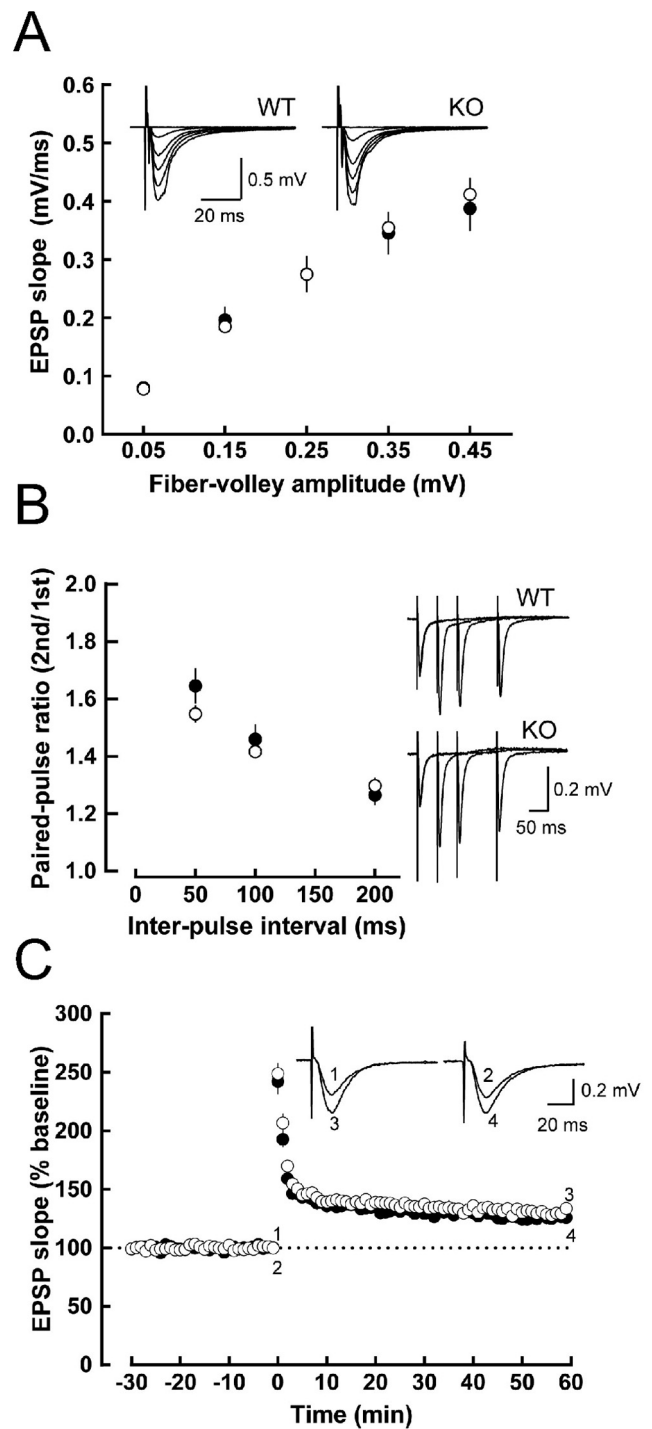 A
0.6
WT
KO
0.5
0.5 mV
20 ms
0.4
0.3
0.2
0.1
0.0
EPSP slope (mV/ms)
0.05 0.15 0.25 0.35 0.45
Fiber-volley amplitude (mV)
B
2.0
1.8
1.6
1.4
1.2
1.0
Paired-pulse ratio (2nd/1st)
WT
KO
0.2 mV
50 ms
0 50 100 150 200
Inter-pulse interval (ms)
C
300
250
200
150
100
50
0
EPSP slope (% baseline)
1
3
2
4
0.2 mV
20 ms
3
4
1
2
-30 -20 -10 0 10 20 30 40 50 60
Time (min)